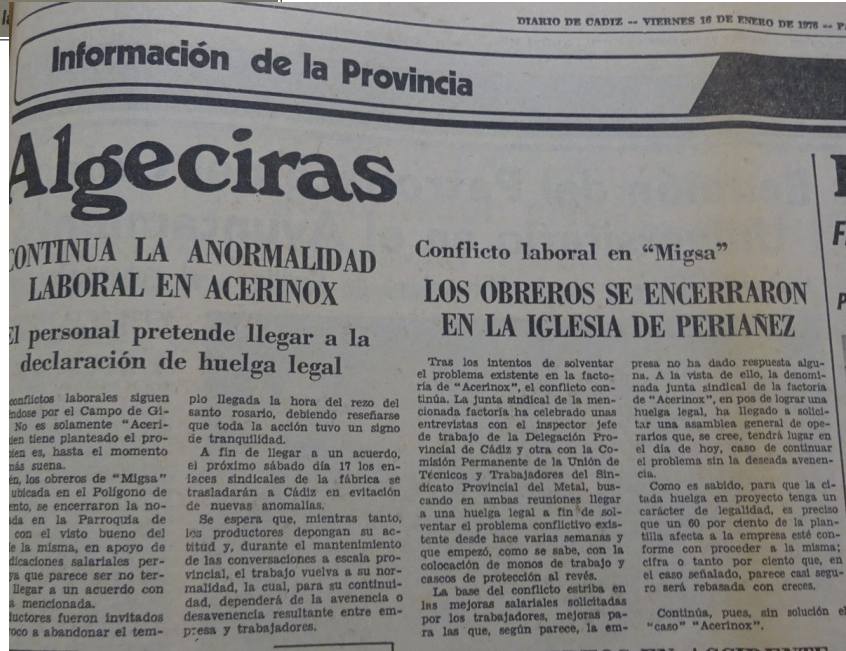 DIARIO DE CADIZ -- VIERNES 16 DE ENERO DE 1976 --
Información de la Provincia
Algeciras
CONTINUA LA ANORMALIDAD
LABORAL EN ACERINOX
El personal pretende llegar a la
declaración de huelga legal
conflictos laborales siguen
ndose por el Campo de Gi-
No es solamente "Aceri-
ien tiene planteado el pro-
ien es, hasta el momento
más suena.
n, los obreros de "Migsa"
ubicada en el Polígono de
nto, se encerraron la no-
da en la Parroquia de
con el visto bueno del
e la misma, en apoyo de
dicaciones salariales per-
ya que parece ser no ter-
llegar a un acuerdo con
a mencionada.
ductores fueron invitados
roco a abandonar el tem-
plo llegada la hora del rezo del
santo rosario, debiendo reseñarse
que toda la acción tuvo un signo
de tranquilidad.
A fin de llegar a un acuerdo,
el próximo sábado día 17 los en-
laces sindicales de la fábrica se
trasladarán a Cádiz en evitación
de nuevas anomalías.
Se espera que, mientras tanto,
los productores depongan su ac-
titud y, durante el mantenimiento
de las conversaciones a escala pro-
vincial, el trabajo vuelva a su nor-
malidad, la cual, para su continui-
dad, dependerá de la avenencia o
desavenencia resultante entre em-
presa y trabajadores.
Conflicto laboral en "Migsa"
LOS OBREROS SE ENCERRARON
EN LA IGLESIA DE PERIAÑEZ
Tras los intentos de solventar
el problema existente en la facto-
ría de "Acerinox", el conflicto con-
tinúa. La junta sindical de la men-
cionada factoría ha celebrado unas
entrevistas con el inspector jefe
de trabajo de la Delegación Pro-
vincial de Cádiz y otra con la Co-
misión Permanente de la Unión de
Técnicos y Trabajadores del Sin-
dicato Provincial del Metal, bus-
cando en ambas reuniones llegar
a una huelga legal a fin de sol-
ventar el problema conflictivo exis-
tente desde hace varias semanas y
que empezó, como se sabe, con la
colocación de monos de trabajo y
cascos de protección al revés.
La base del conflicto estriba en
las mejoras salariales solicitadas
por los trabajadores, mejoras pa-
ra las que, según parece, la em-
presa no ha dado respuesta algu-
na. A la vista de ello, la denomi-
nada junta sindical de la factoría
de "Acerinox", en pos de lograr una
huelga legal, ha llegado a solici-
tar una asamblea general de ope-
rarios que, se cree, tendrá lugar en
el día de hoy, caso de continuar
el problema sin la deseada avenen-
cia.
Como es sabido, para que la ci-
tada huelga en proyecto tenga un
carácter de legalidad, es preciso
que un 60 por ciento de la plan-
tilla afecta a la empresa esté con-
forme con proceder a la misma;
cifra o tanto por ciento que, en
el caso señalado, parece casi segu-
ro será rebasada con creces.
Continúa, pues, sin solución el
"caso" "Acerinox".